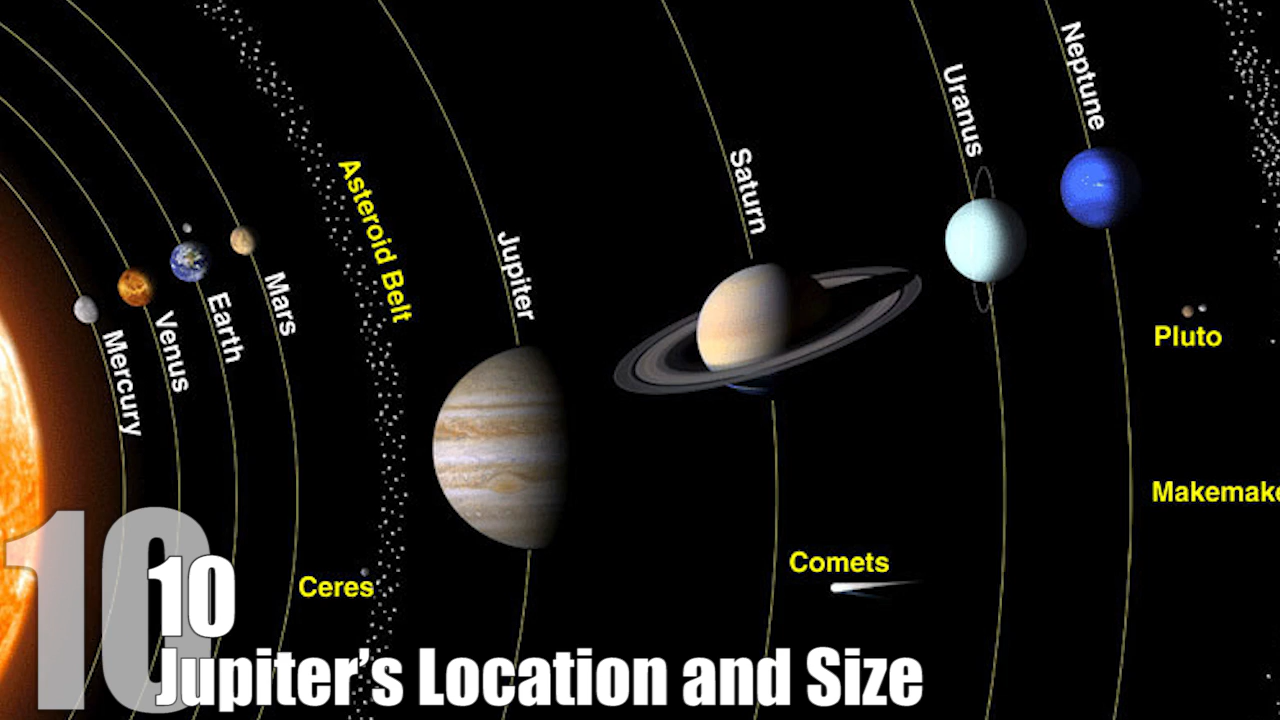 Neptune
Uranus
Saturn
Asteroid Belt
Jupiter
Mars
Earth
Venus
Mercury
Pluto
Makemake
Comets
Ceres
10
10
Jupiter's Location and Size